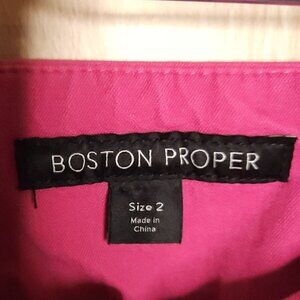 BOSTON PROPER
Size 2
Made in
China